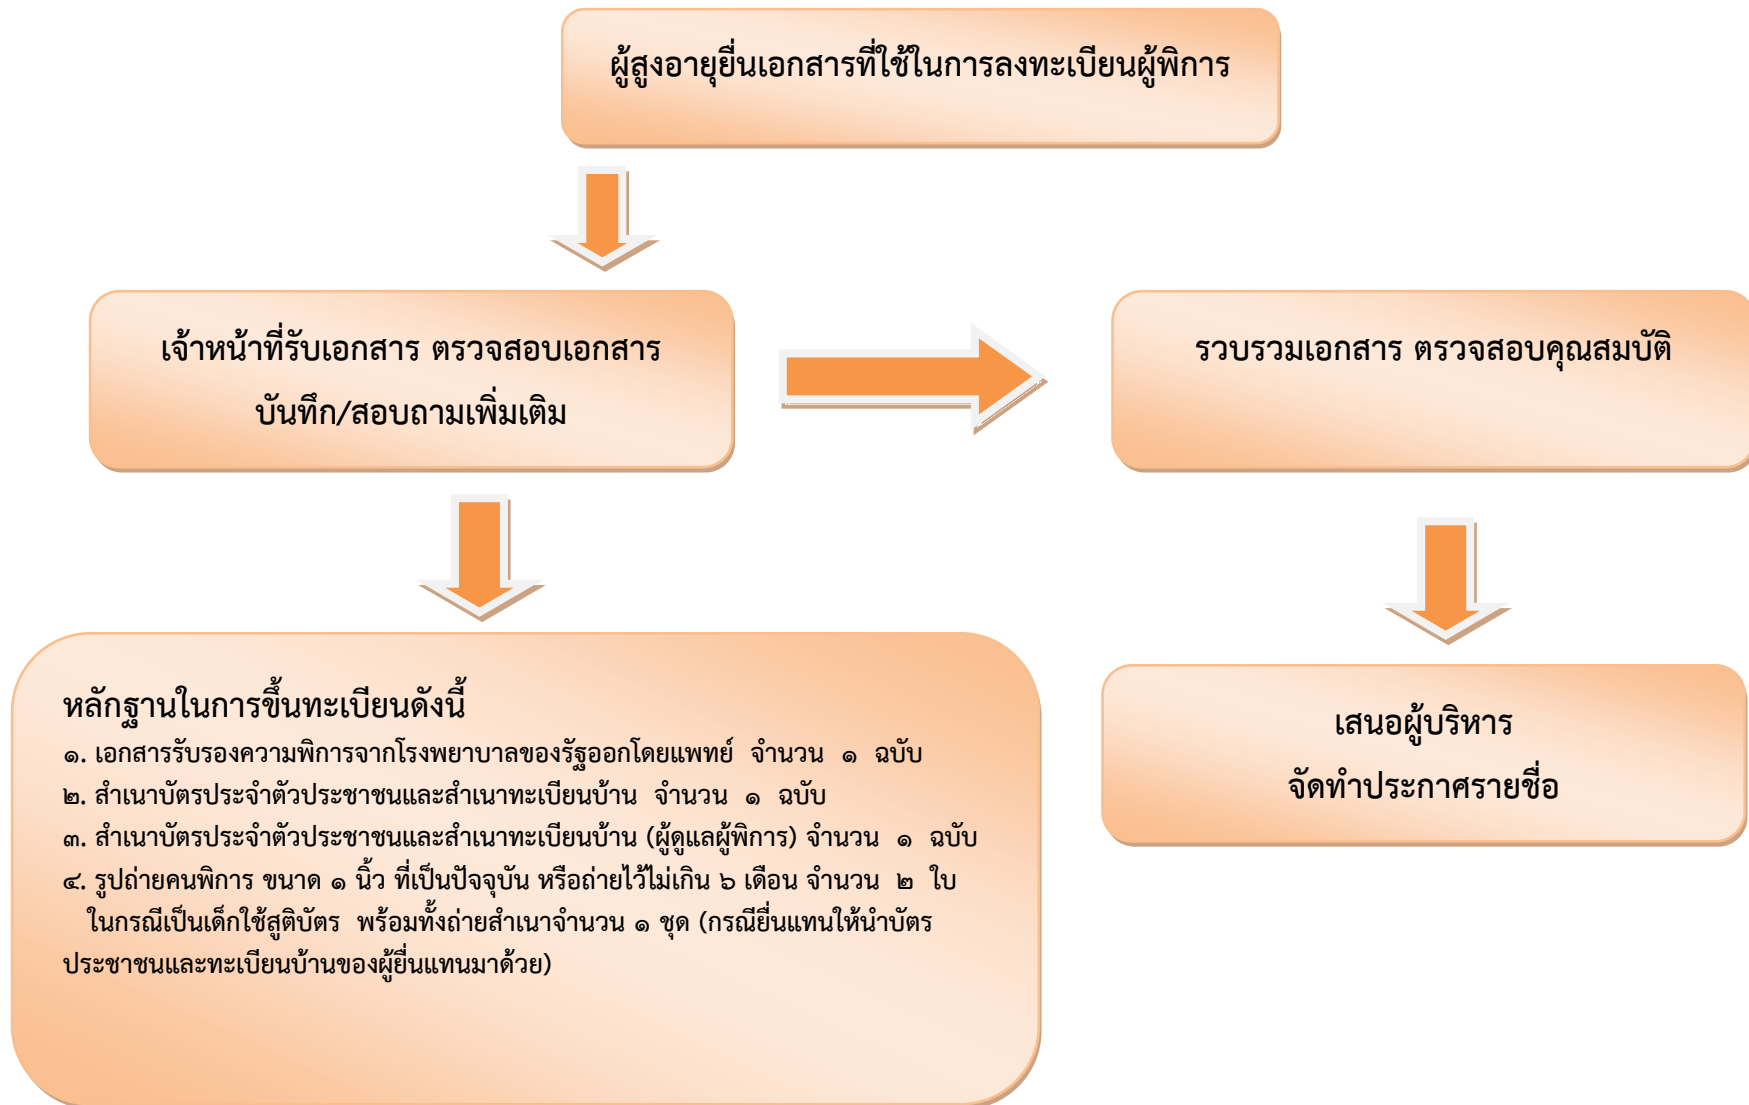 ผู้สูงอายุยื่นเอกสารที่ใช้ในการลงทะเบียนผู้พิการ
เจ้าหน้าที่รับเอกสาร ตรวจสอบเอกสาร
บันทึก/สอบถามเพิ่มเติม
รวบรวมเอกสาร ตรวจสอบคุณสมบัติ
หลักฐานในการขึ้นทะเบียนดังนี้
๑. เอกสารรับรองความพิการจากโรงพยาบาลของรัฐออกโดยแพทย์ จำนวน ๑ ฉบับ
๒. สำเนาบัตรประจำตัวประชาชนและสำเนาทะเบียนบ้าน จำนวน ๑ ฉบับ
๓. สำเนาบัตรประจำตัวประชาชนและสำเนาทะเบียนบ้าน (ผู้ดูแลผู้พิการ) จำนวน ๑ ฉบับ
๔. รูปถ่ายคนพิการ ขนาด ๑ นิ้ว ที่เป็นปัจจุบัน หรือถ่ายไว้ไม่เกิน ๖ เดือน จำนวน ๒ ใบ
ในกรณีเป็นเด็กใช้สูติบัตร พร้อมทั้งถ่ายสำเนาจำนวน ๑ ชุด (กรณียื่นแทนให้นำบัตร
ประชาชนและทะเบียนบ้านของผู้ยื่นแทนมาด้วย)
เสนอผู้บริหาร
จัดทำประกาศรายชื่อ